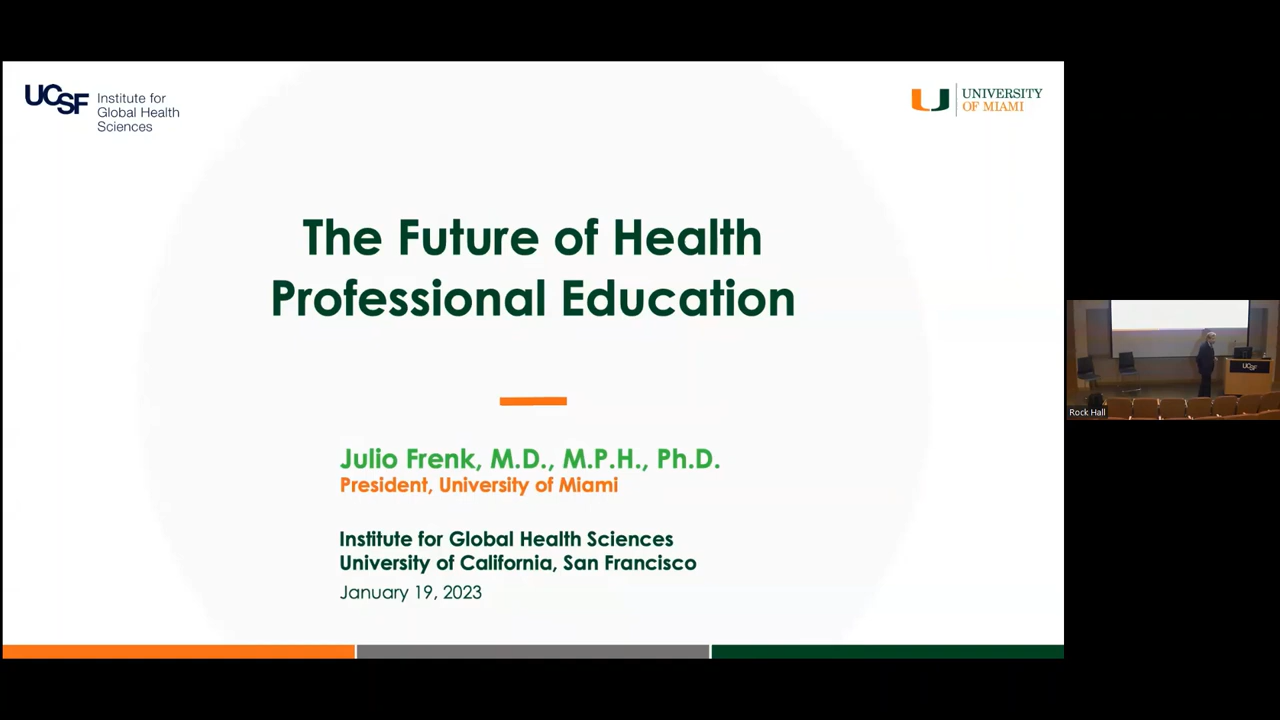 UCSF
Institute for
Global Health
Sciences
UNIVERSITY
OF MIAMI
The Future of Health
Professional Education
Julio Frenk, M.D., M.P.H., Ph.D.
President, University of Miami
Institute for Global Health Sciences
University of California, San Francisco
January 19, 2023
UCSF
Rock Hall